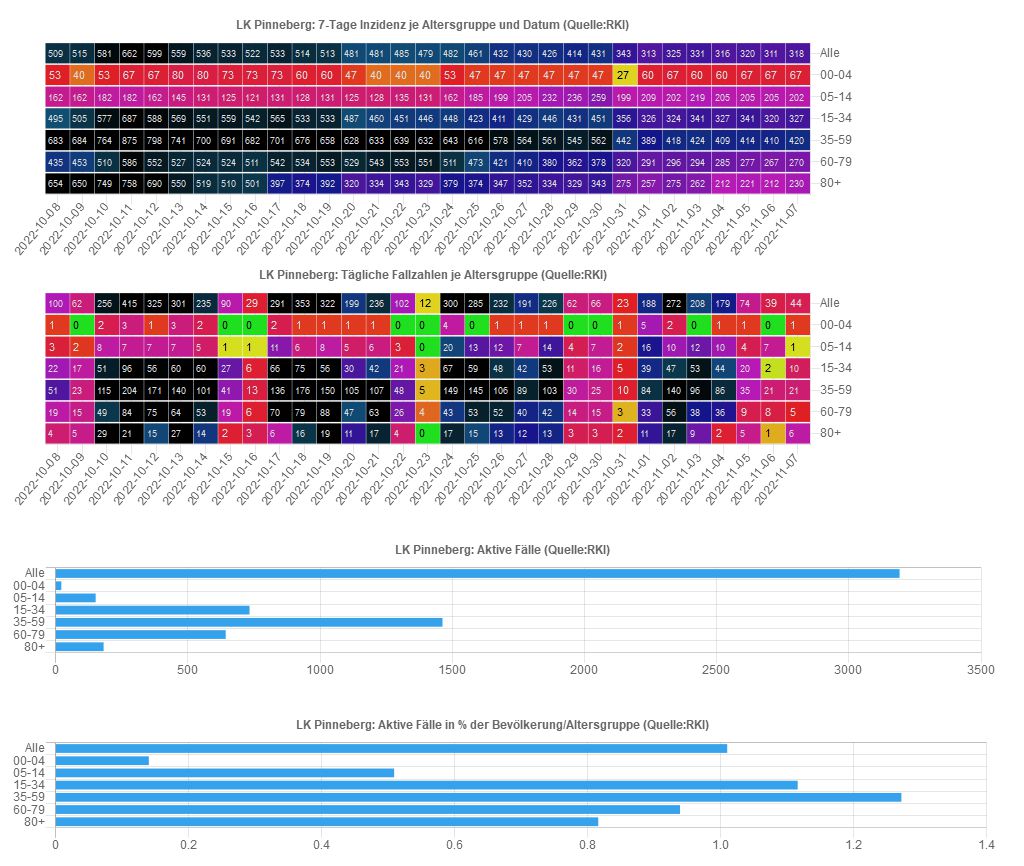 LK Pinneberg: 7-Tage Inzidenz je Altersgruppe und Datum (Quelle:RKI)
509 515 581 662 599 559 536 533 522 533 514 513 481 481 485 479 482 461 432 430 426 414 431 343 313 325 331 316 320 311 318 Alle
53 40 53 67 67 80 80 73 73 73 60 60 47 40 40 40 53 47 47 47 47 47 47 27 60 67 60 60 67 67 67 00-04
162 162 182 182 162 145 131 125 121 131 128 131 125 128 135 131 162 185 199 205 232 236 259 199 209 202 219 205 205 205 202 05-14
495 505 577 687 588 569 551 559 542 565 533 533 487 460 451 446 448 423 411 429 446 431 451 356 326 324 341 327 341 320 327 15-34
683 684 764 875 798 741 700 691 682 701 676 658 628 633 639 632 643 616 578 564 561 545 562 442 389 418 424 409 414 410 420 35-59
435 453 510 586 552 527 524 524 511 542 534 553 529 543 553 551 511 473 421 410 380 362 378 320 291 296 294 285 277 267 270 60-79
654 650 749 758 690 550 519 510 501 397 374 392 320 334 343 329 379 374 347 352 334 329 343 275 257 275 262 212 221 212 230 80+
2022-10-08 2022-10-09 2022-10-10 2022-10-11 2022-10-12 2022-10-13 2022-10-14 2022-10-15 2022-10-16 2022-10-17 2022-10-18 2022-10-19 2022-10-20 2022-10-21 2022-10-22 2022-10-23 2022-10-24 2022-10-25 2022-10-26 2022-10-27 2022-10-28 2022-10-29 2022-10-30 2022-10-31 2022-11-01 2022-11-02 2022-11-03 2022-11-04 2022-11-05 2022-11-06 2022-11-07
LK Pinneberg: Tägliche Fallzahlen je Altersgruppe (Quelle:RKI)
100 62 256 415 325 301 235 90 29 291 353 322 199 236 102 12 300 285 232 191 226 62 66 23 188 272 208 179 74 39 44 Alle
1 0 2 3 1 3 2 0 0 2 1 1 1 1 0 0 4 0 1 1 1 0 0 1 5 2 0 1 1 0 1 00-04
3 2 8 7 7 7 5 1 1 11 6 8 5 6 3 0 20 13 12 7 14 4 7 2 16 10 12 10 4 7 1 05-14
22 17 51 96 56 60 60 27 6 66 75 56 30 42 21 3 67 59 48 42 53 11 16 5 39 47 53 44 20 2 10 15-34
51 23 115 204 171 140 101 41 13 136 176 150 105 107 48 5 149 145 106 89 103 30 25 10 84 140 96 86 35 21 21 35-59
19 15 49 84 75 64 53 19 6 70 79 88 47 63 26 4 43 53 52 40 42 14 15 3 33 56 38 36 9 8 5 60-79
4 5 29 21 15 27 14 2 3 6 16 19 11 17 4 0 17 15 13 12 13 3 3 2 11 17 9 2 5 1 6 80+
2022-10-08 2022-10-09 2022-10-10 2022-10-11 2022-10-12 2022-10-13 2022-10-14 2022-10-15 2022-10-16 2022-10-17 2022-10-18 2022-10-19 2022-10-20 2022-10-21 2022-10-22 2022-10-23 2022-10-24 2022-10-25 2022-10-26 2022-10-27 2022-10-28 2022-10-29 2022-10-30 2022-10-31 2022-11-01 2022-11-02 2022-11-03 2022-11-04 2022-11-05 2022-11-06 2022-11-07
LK Pinneberg: Aktive Fälle (Quelle:RKI)
Alle
00-04
05-14
15-34
35-59
60-79
80+
0 500 1000 1500 2000 2500 3000 3500
LK Pinneberg: Aktive Fälle in % der Bevölkerung/Altersgruppe (Quelle:RKI)
Alle
00-04
05-14
15-34
35-59
60-79
80+
0 0.2 0.4 0.6 0.8 1.0 1.2 1.4